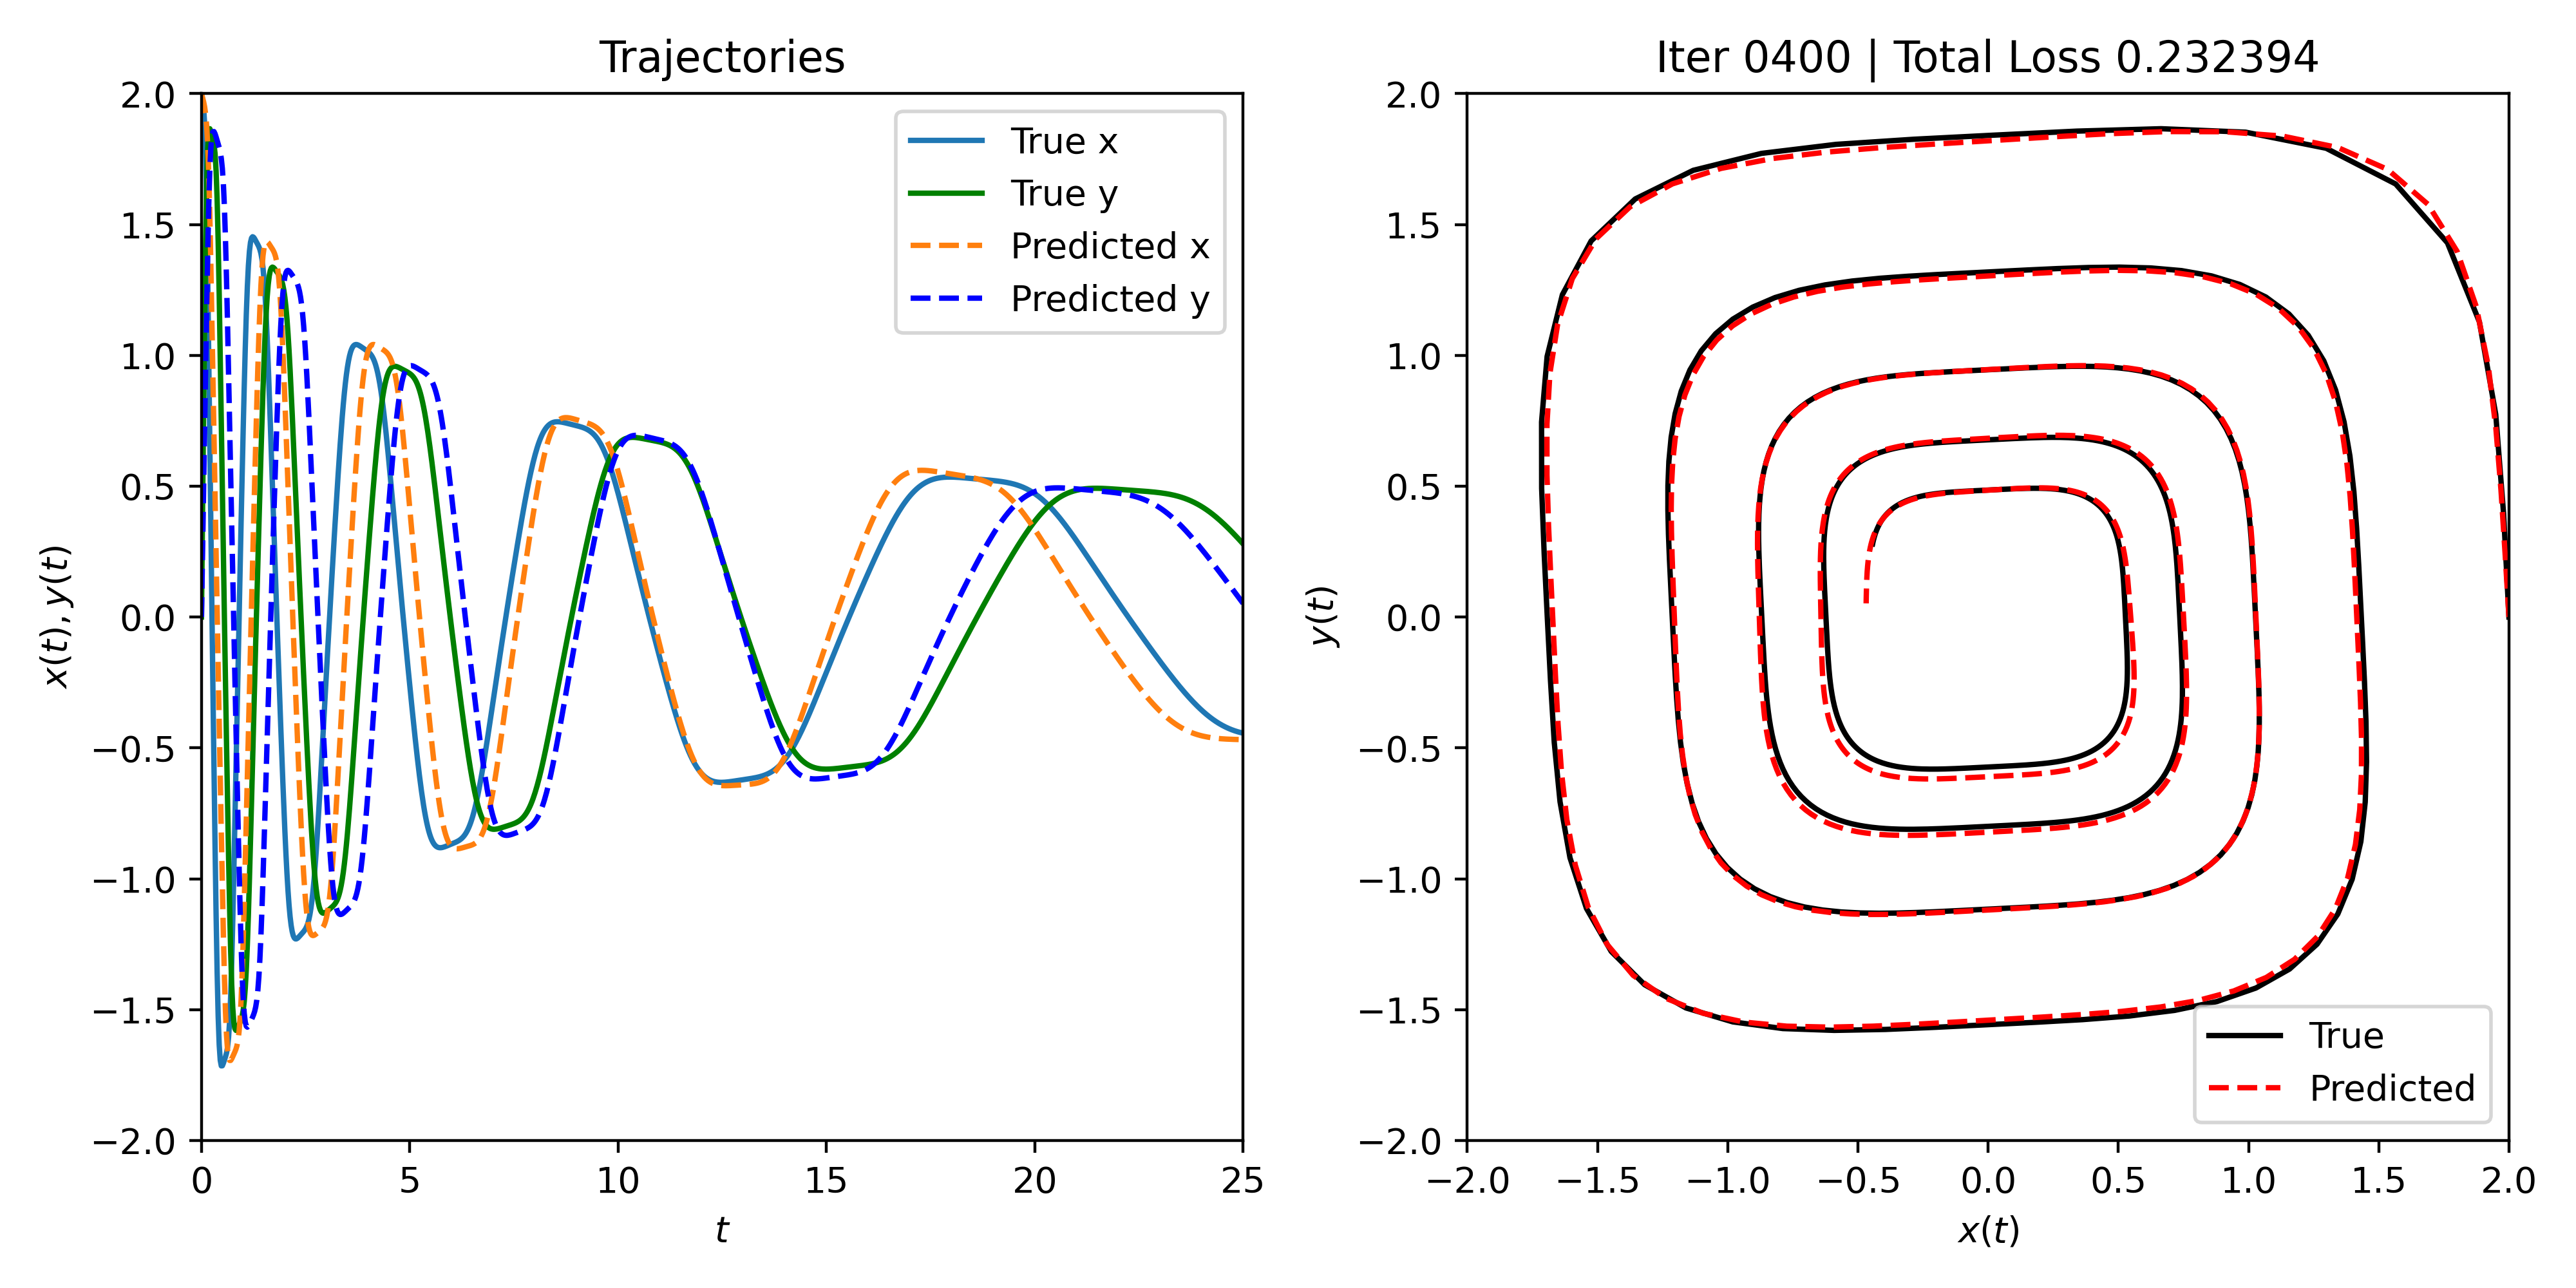 Trajectories
2.0
1.5
1.0
0.5
0.0
−0.5
−1.0
−1.5
−2.0
x(t), y(t)
0 5 10 15 20 25
t
True x
True y
Predicted x
Predicted y
Iter 0400 | Total Loss 0.232394
2.0
1.5
1.0
0.5
0.0
−0.5
−1.0
−1.5
−2.0
y(t)
−2.0 −1.5 −1.0 −0.5 0.0 0.5 1.0 1.5 2.0
x(t)
True
Predicted